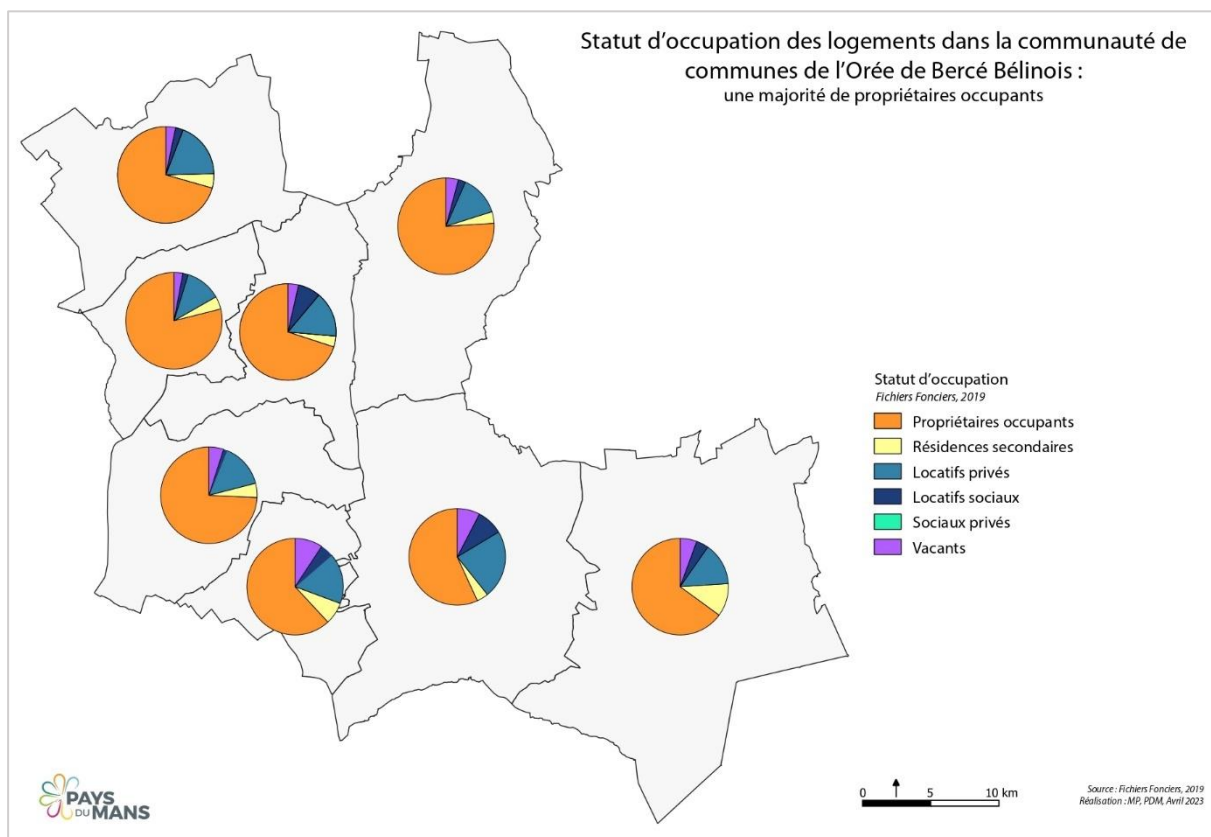 Statut d’occupation des logements dans la communauté de
communes de l’Orée de Bercé Bélinois :
une majorité de propriétaires occupants
Statut d’occupation
Fichiers Fonciers, 2019
Propriétaires occupants
Résidences secondaires
Locatifs privés
Locatifs sociaux
Sociaux privés
Vacants
PAYS
DU MANS
0 5 10 km
Source : Fichiers Fonciers, 2019
Réalisation : MP, PDM, Avril 2023